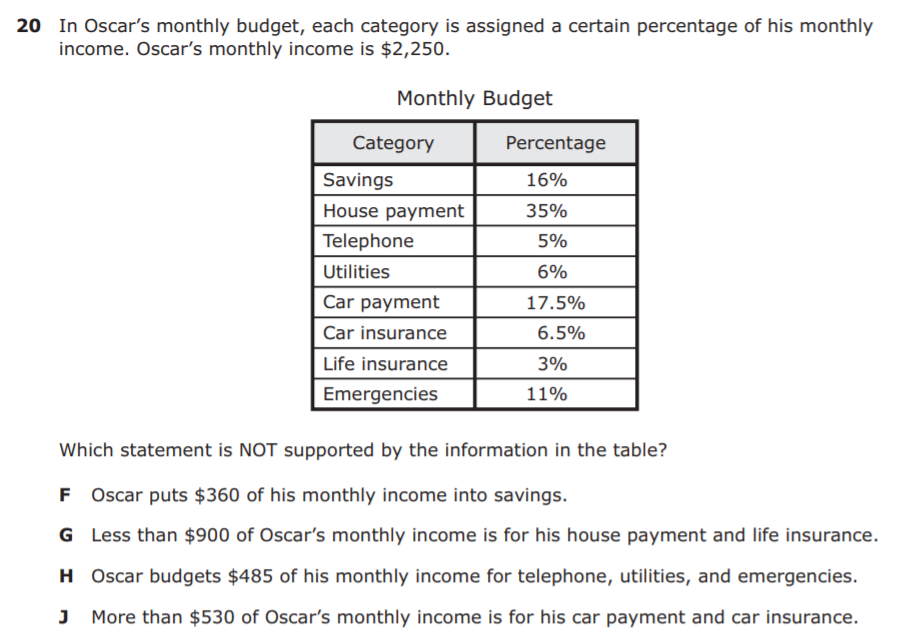 20 In Oscar’s monthly budget, each category is assigned a certain percentage of his monthly
income. Oscar’s monthly income is $2,250.
Monthly Budget
Category Percentage
Savings 16%
House payment 35%
Telephone 5%
Utilities 6%
Car payment 17.5%
Car insurance 6.5%
Life insurance 3%
Emergencies 11%
Which statement is NOT supported by the information in the table?
F Oscar puts $360 of his monthly income into savings.
G Less than $900 of Oscar’s monthly income is for his house payment and life insurance.
H Oscar budgets $485 of his monthly income for telephone, utilities, and emergencies.
J More than $530 of Oscar’s monthly income is for his car payment and car insurance.